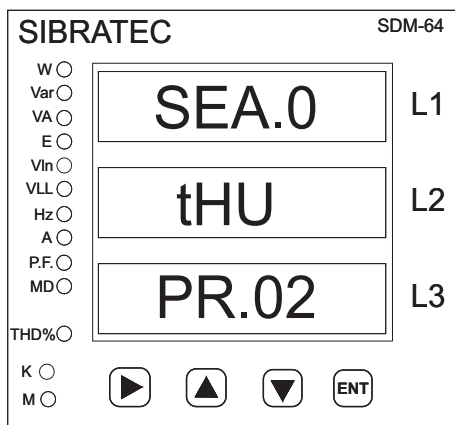 SIBRATEC
SDM-64
W
Var
VA
E
Vln
VLL
Hz
A
P.F.
MD
THD%
K
M
SEA.0
L1
tHU
L2
PR.02
L3
ENT